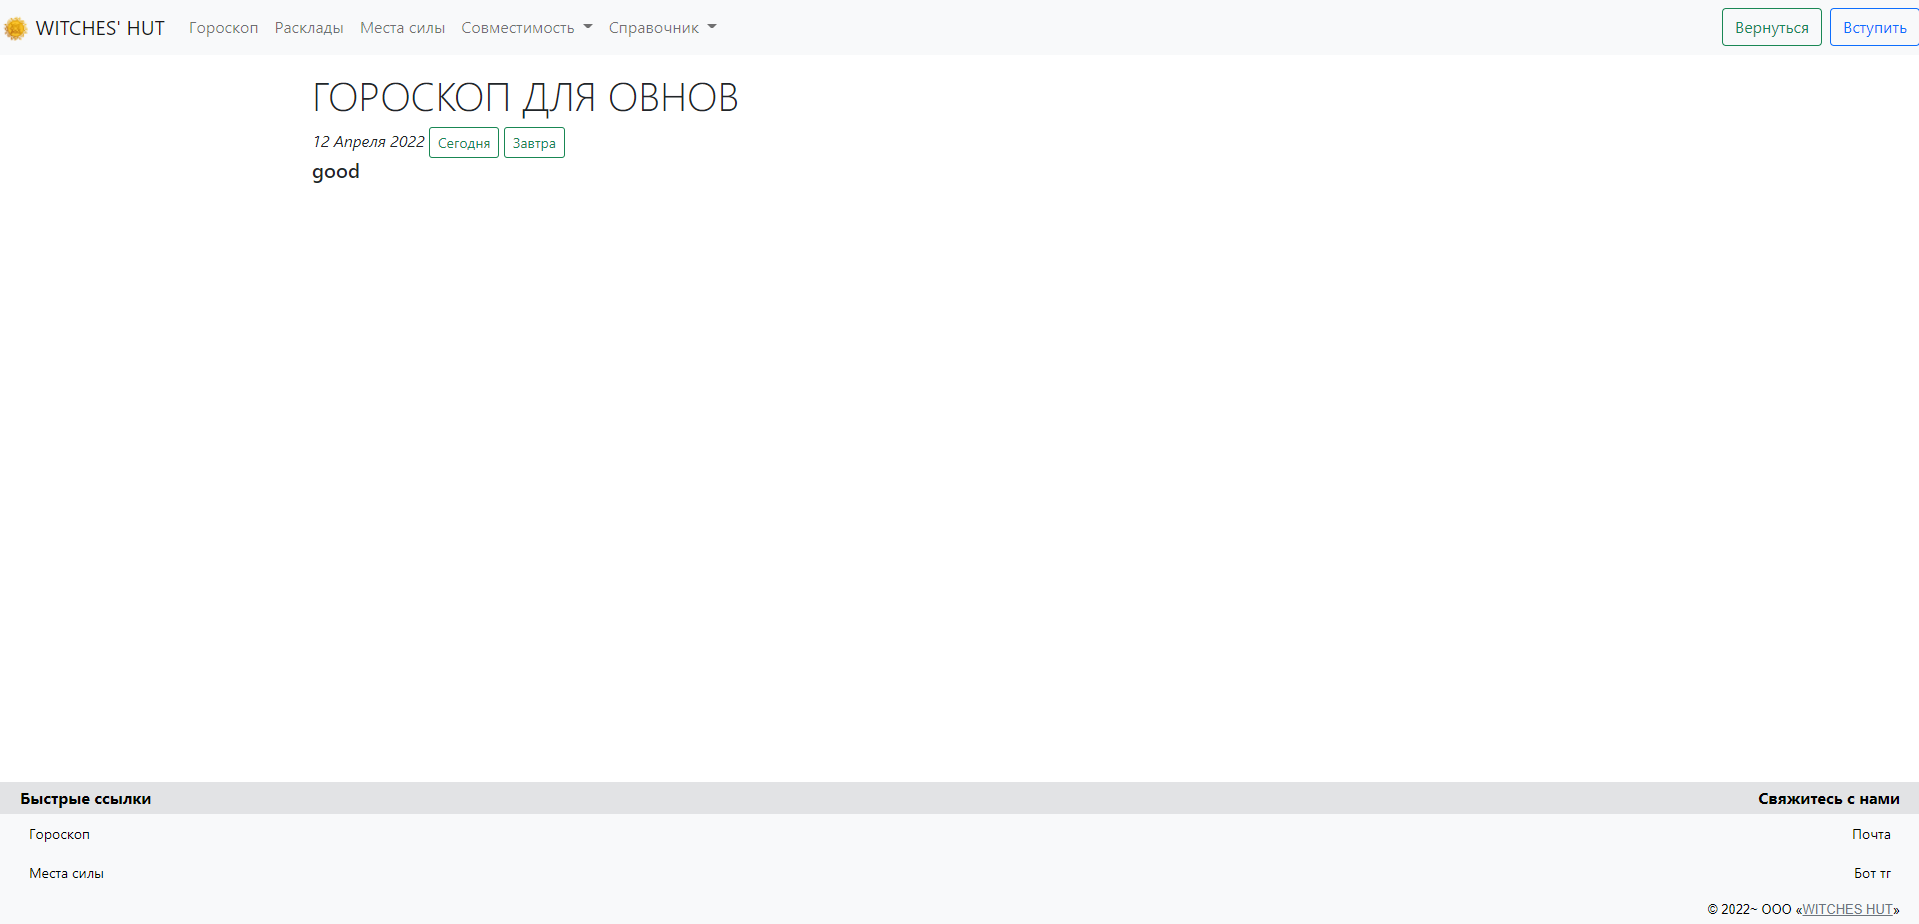 WITCHES' HUT Гороскоп Расклады Места силы Совместимость Справочник Вернуться Вступить
ГОРОСКОП ДЛЯ ОВНОВ
12 Апреля 2022 Сегодня Завтра
good
Быстрые ссылки Свяжитесь с нами
Гороскоп Почта
Места силы Бот тг
© 2022~ ООО «WITCHES HUT»